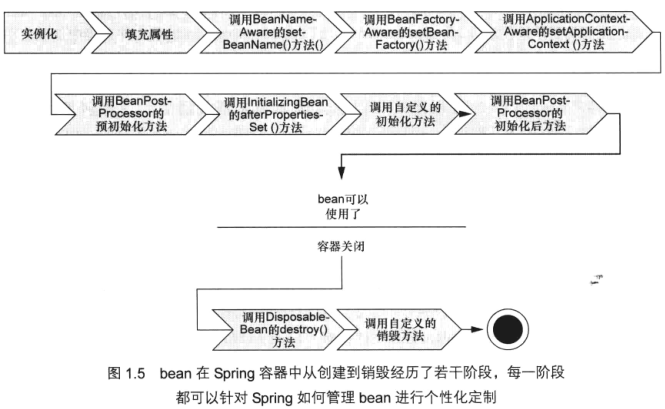 实例化
填充属性
调用BeanName-
Aware的set-
BeanName()方法()
调用BeanFactory-
Aware的setBean-
Factory()方法
调用ApplicationContext-
Aware的setApplication-
Context ()方法
调用BeanPost-
Processor的
预初始化方法
调用InitializingBean
的afterProperties-
Set ()方法
调用自定义的
初始化方法
调用BeanPost-
Processor的
初始化后方法
bean可以
使用了
容器关闭
调用Disposable-
Bean的destroy()
方法
调用自定义的
销毁方法
图 1.5 bean 在 Spring 容器中从创建到销毁经历了若干阶段，每一阶段
都可以针对 Spring 如何管理 bean 进行个性化定制